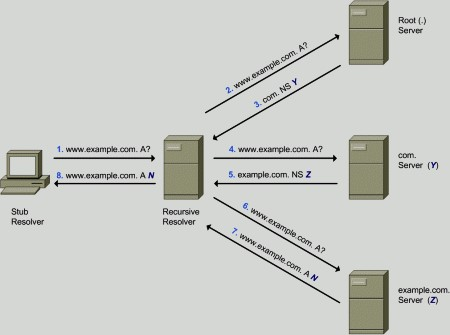 Root (.)
Server
2. www.example.com. A?
3. com. NS Y
1. www.example.com. A?
4. www.example.com. A?
com.
Server (Y)
8. www.example.com. A N
5. example.com. NS Z
Stub
Resolver
Recursive
Resolver
6. www.example.com. A?
7. www.example.com. A N
example.com.
Server (Z)